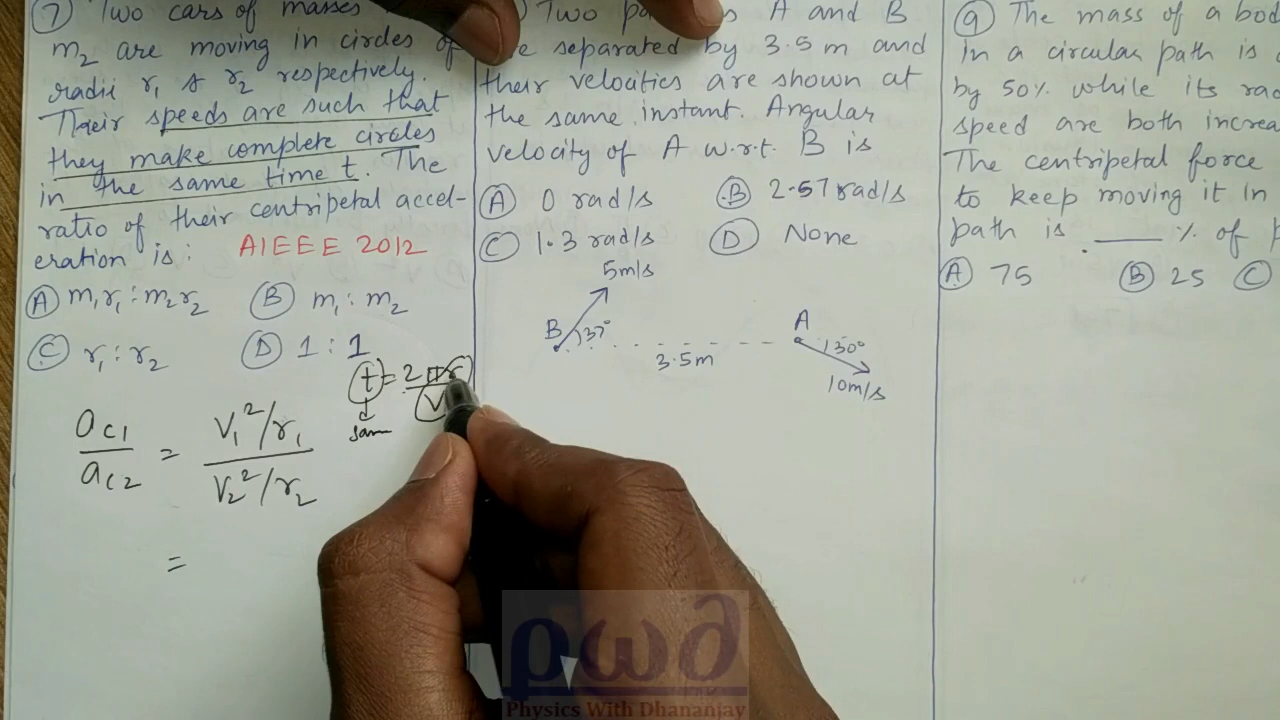 7 Two cars of masses
m2 are moving in circles of
radii r1 & r2 respectively.
Their speeds are such that
they make complete circles
in the same time t. The
ratio of their centripetal accel-
eration is: AIEEE 2012
(A) m1r1 : m2r2 (B) m1 : m2
(C) r1 : r2 (D) 1 : 1
t = 2πr
V
same
ac1 / ac2 = V1²/r1 / V2²/r2
=
) Two A and B
separated by 3.5 m and
their velocities are shown at
the same instant. Angular
velocity of A w.r.t. B is
(A) 0 rad/s (B) 2.57 rad/s
(C) 1.3 rad/s (D) None
5m/s
B 37°
A 30°
3.5m
10m/s
9 The mass of a
in a circular path is
by 50% while its
speed are both
The centripetal force
to keep moving it in
path is ___ % of
(A) 75 (B) 25 (C)
pwd
Physics With Dhananjay